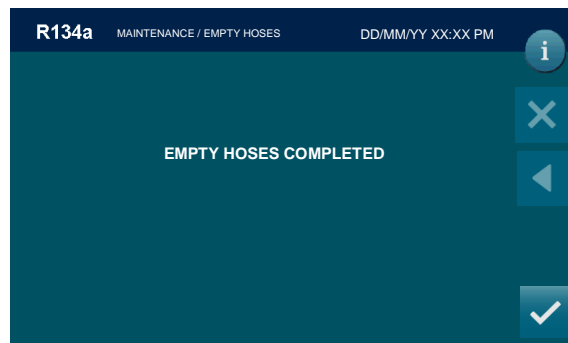 R134a MAINTENANCE / EMPTY HOSES DD/MM/YY XX:XX PM
i
EMPTY HOSES COMPLETED